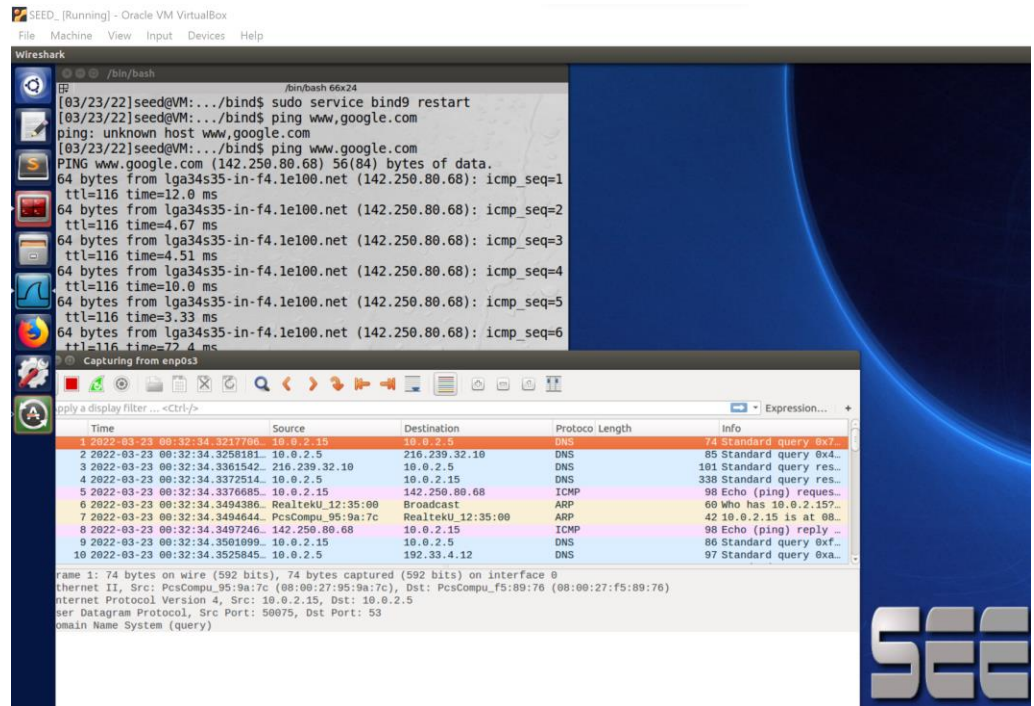 SEED_ [Running] - Oracle VM VirtualBox
File Machine View Input Devices Help
Wireshark
/bin/bash
/bin/bash 66x24
[03/23/22]seed@VM:.../bind$ sudo service bind9 restart
[03/23/22]seed@VM:.../bind$ ping www,google.com
ping: unknown host www,google.com
[03/23/22]seed@VM:.../bind$ ping www.google.com
PING www.google.com (142.250.80.68) 56(84) bytes of data.
64 bytes from lga34s35-in-f4.1e100.net (142.250.80.68): icmp_seq=1
ttl=116 time=12.0 ms
64 bytes from lga34s35-in-f4.1e100.net (142.250.80.68): icmp_seq=2
ttl=116 time=4.67 ms
64 bytes from lga34s35-in-f4.1e100.net (142.250.80.68): icmp_seq=3
ttl=116 time=4.51 ms
64 bytes from lga34s35-in-f4.1e100.net (142.250.80.68): icmp_seq=4
ttl=116 time=10.0 ms
64 bytes from lga34s35-in-f4.1e100.net (142.250.80.68): icmp_seq=5
ttl=116 time=3.33 ms
64 bytes from lga34s35-in-f4.1e100.net (142.250.80.68): icmp_seq=6
ttl=116 time=72.4 ms
Capturing from enp0s3
pply a display filter ... <Ctrl-/> Expression... +
Time Source Destination Protoco Length Info
1 2022-03-23 00:32:34.3217706… 10.0.2.15 10.0.2.5 DNS 74 Standard query 0x7…
2 2022-03-23 00:32:34.3258181… 10.0.2.5 216.239.32.10 DNS 85 Standard query 0x4…
3 2022-03-23 00:32:34.3361542… 216.239.32.10 10.0.2.5 DNS 101 Standard query res…
4 2022-03-23 00:32:34.3372514… 10.0.2.5 10.0.2.15 DNS 338 Standard query res…
5 2022-03-23 00:32:34.3376685… 10.0.2.15 142.250.80.68 ICMP 98 Echo (ping) reques…
6 2022-03-23 00:32:34.3494386… RealtekU_12:35:00 Broadcast ARP 60 Who has 10.0.2.15?…
7 2022-03-23 00:32:34.3494644… PcsCompu_95:9a:7c RealtekU_12:35:00 ARP 42 10.0.2.15 is at 08…
8 2022-03-23 00:32:34.3497246… 142.250.80.68 10.0.2.15 ICMP 98 Echo (ping) reply …
9 2022-03-23 00:32:34.3501099… 10.0.2.15 10.0.2.5 DNS 86 Standard query 0xf…
10 2022-03-23 00:32:34.3525845… 10.0.2.5 192.33.4.12 DNS 97 Standard query 0xa…
rame 1: 74 bytes on wire (592 bits), 74 bytes captured (592 bits) on interface 0
thernet II, Src: PcsCompu_95:9a:7c (08:00:27:95:9a:7c), Dst: PcsCompu_f5:89:76 (08:00:27:f5:89:76)
nternet Protocol Version 4, Src: 10.0.2.15, Dst: 10.0.2.5
ser Datagram Protocol, Src Port: 50075, Dst Port: 53
omain Name System (query)
SEE